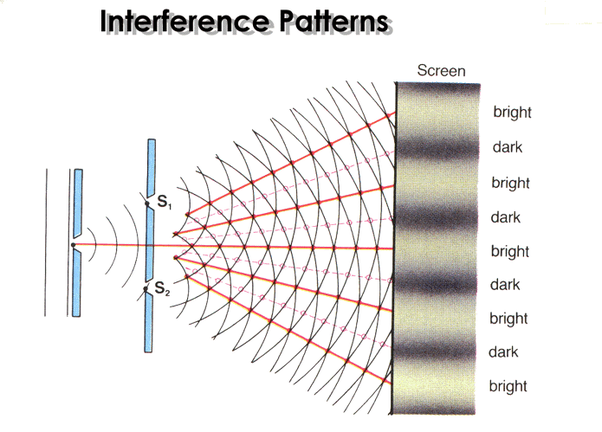 Interference Patterns
Screen
bright
dark
bright
S₁
dark
bright
dark
S₂
bright
dark
bright